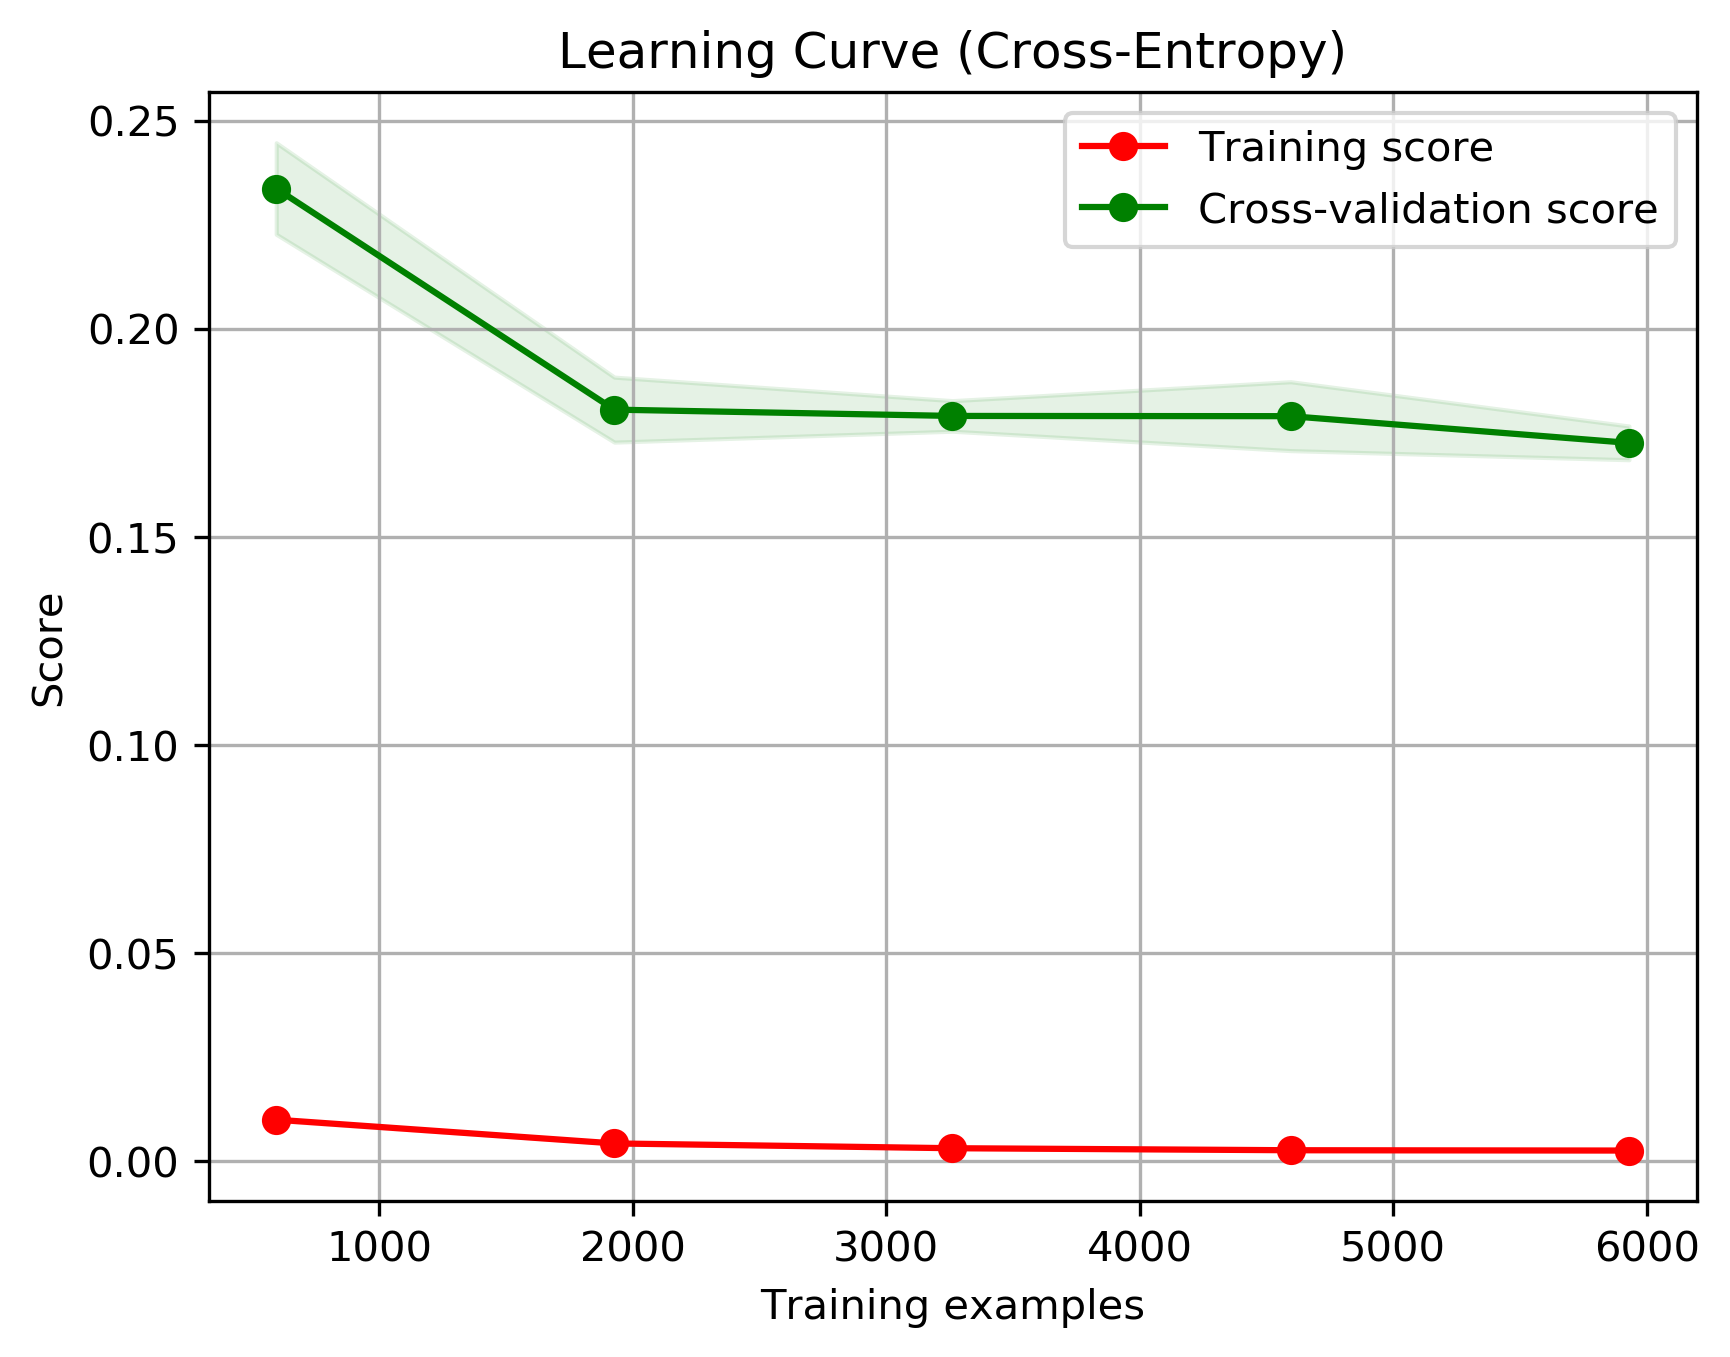 Learning Curve (Cross-Entropy)
Training score
Cross-validation score
0.25
0.20
0.15
0.10
0.05
0.00
Score
1000 2000 3000 4000 5000 6000
Training examples